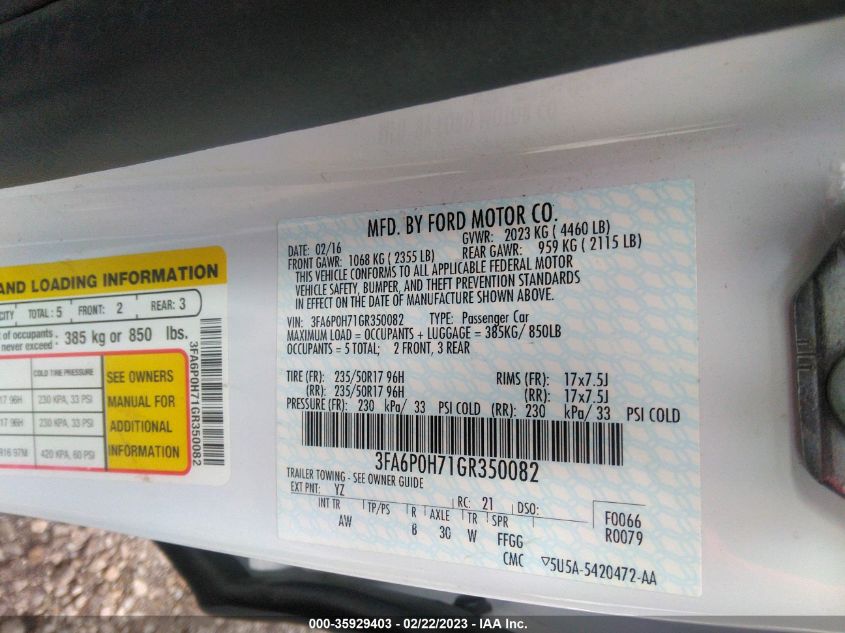 MFD. BY FORD MOTOR CO.
DATE: 02/16 GVWR: 2023 KG ( 4460 LB)
FRONT GAWR: 1068 KG ( 2355 LB) REAR GAWR: 959 KG ( 2115 LB)
THIS VEHICLE CONFORMS TO ALL APPLICABLE FEDERAL MOTOR
VEHICLE SAFETY, BUMPER, AND THEFT PREVENTION STANDARDS
IN EFFECT ON THE DATE OF MANUFACTURE SHOWN ABOVE.
VIN: 3FA6P0H71GR350082 TYPE: Passenger Car
MAXIMUM LOAD = OCCUPANTS + LUGGAGE = 385KG/ 850LB
OCCUPANTS = 5 TOTAL; 2 FRONT, 3 REAR
TIRE (FR): 235/50R17 96H RIMS (FR): 17x7.5J
(RR): 235/50R17 96H (RR): 17x7.5J
PRESSURE (FR): 230 kPa/ 33 PSI COLD (RR): 230 kPa/ 33 PSI COLD
3FA6P0H71GR350082
TRAILER TOWING - SEE OWNER GUIDE
EXT PNT: YZ RC: 21 DSO:
INT TR TP/PS R AXLE TR SPR F0066
AW B 30 W FFGG R0079
CMC ▽5U5A-5420472-AA
AND LOADING INFORMATION
CITY TOTAL: 5 FRONT: 2 REAR: 3
t of occupants
never exceed : 385 kg or 850 lbs.
COLD TIRE PRESSURE
17 96H 230 KPA, 33 PSI
17 96H 230 KPA, 33 PSI
R16 97M 420 KPA, 60 PSI
SEE OWNERS
MANUAL FOR
ADDITIONAL
INFORMATION
3FA6P0H71GR350082
000-35929403 - 02/22/2023 - IAA Inc.